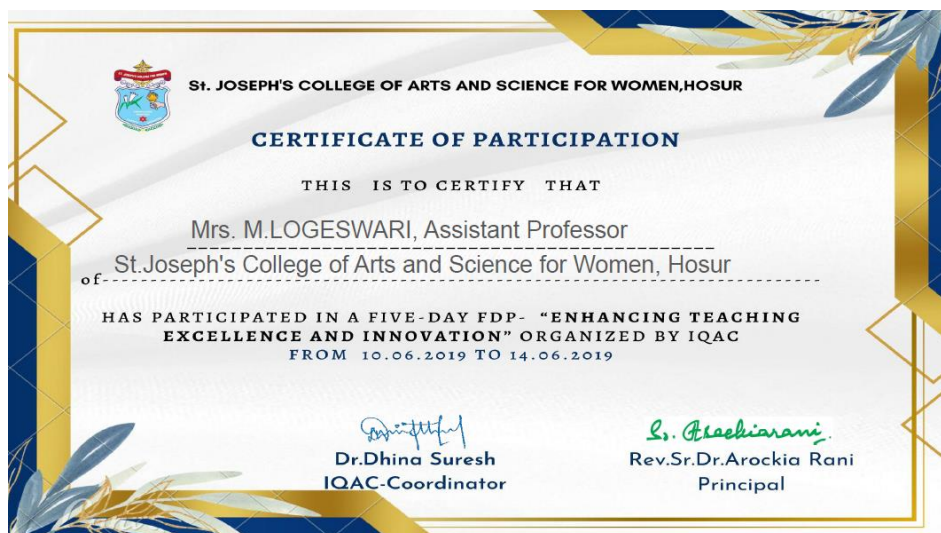 St. JOSEPH'S COLLEGE OF ARTS AND SCIENCE FOR WOMEN,HOSUR
CERTIFICATE OF PARTICIPATION
THIS IS TO CERTIFY THAT
Mrs. M.LOGESWARI, Assistant Professor
of St.Joseph's College of Arts and Science for Women, Hosur
HAS PARTICIPATED IN A FIVE-DAY FDP- “ENHANCING TEACHING
EXCELLENCE AND INNOVATION” ORGANIZED BY IQAC
FROM 10.06.2019 TO 14.06.2019
Dr.Dhina Suresh
IQAC-Coordinator
Rev.Sr.Dr.Arockia Rani
Principal